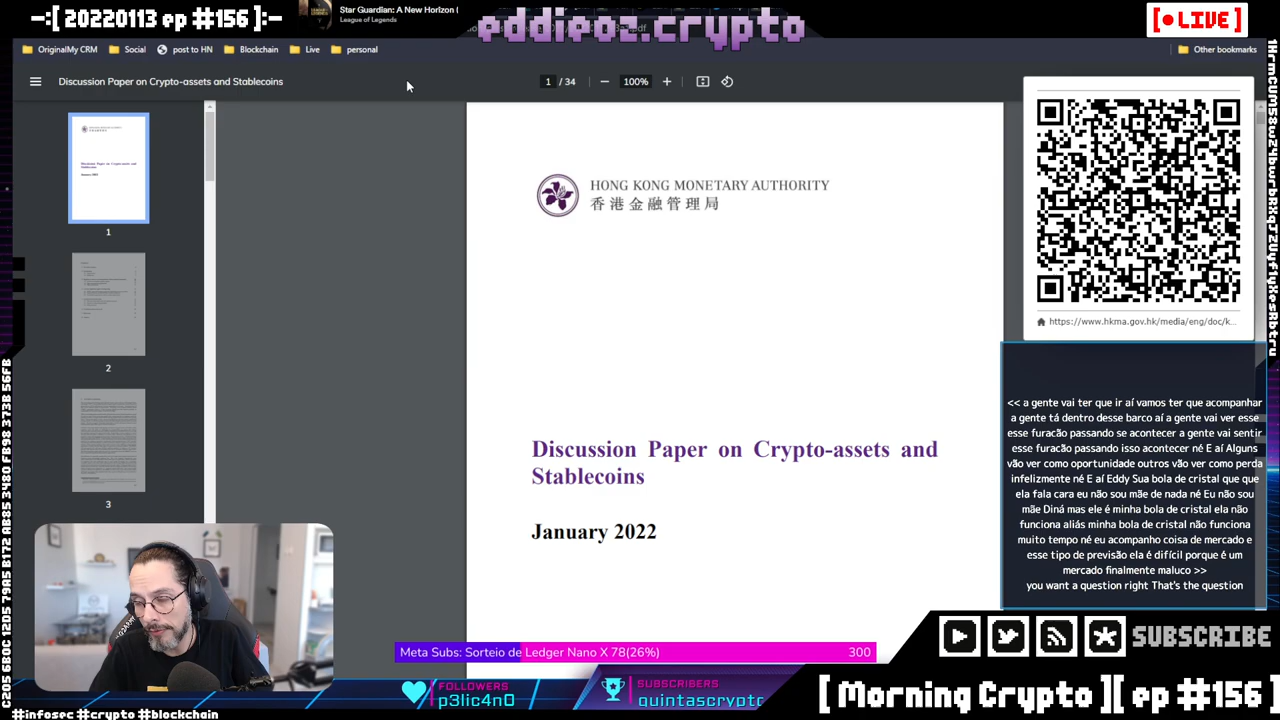 -:[ 20220113 ep #156 ]:-
Star Guardian: A New Horizon (
League of Legends
eddieoz.crypto
[•LIVE]
OriginalMy CRM
Social
post to HN
Blockchain
Live
personal
Other bookmarks
Discussion Paper on Crypto-assets and Stablecoins
1 / 34
100%
1
2
3
HONG KONG MONETARY AUTHORITY
香港金融管理局
Discussion Paper on Crypto-assets and
Stablecoins
January 2022
https://www.hkma.gov.hk/media/eng/doc/k...
<< a gente vai ter que ir aí vamos ter que acompanhar
a gente tá dentro desse barco aí a gente vai ver esse
esse furacão passando se acontecer a gente vai sentir
esse furacão passando isso acontecer né E aí Alguns
vão ver como oportunidade outros vão ver como perda
infelizmente né E aí Eddy Sua bola de cristal que que
ela fala cara eu não sou mãe de nada né Eu não sou
mãe Diná mas ele é minha bola de cristal ela não
funciona aliás minha bola de cristal não funciona
muito tempo né eu acompanho coisa de mercado e
esse tipo de previsão ela é difícil porque é um
mercado finalmente maluco >>
you want a question right That's the question
Meta Subs: Sorteio de Ledger Nano X 78(26%)
300
SUBSCRIBE
FOLLOWERS
p3lic4n0
SUBSCRIBERS
quintascrypto
[ Morning Crypto ][ ep #156 ]
#crypto #blockchain